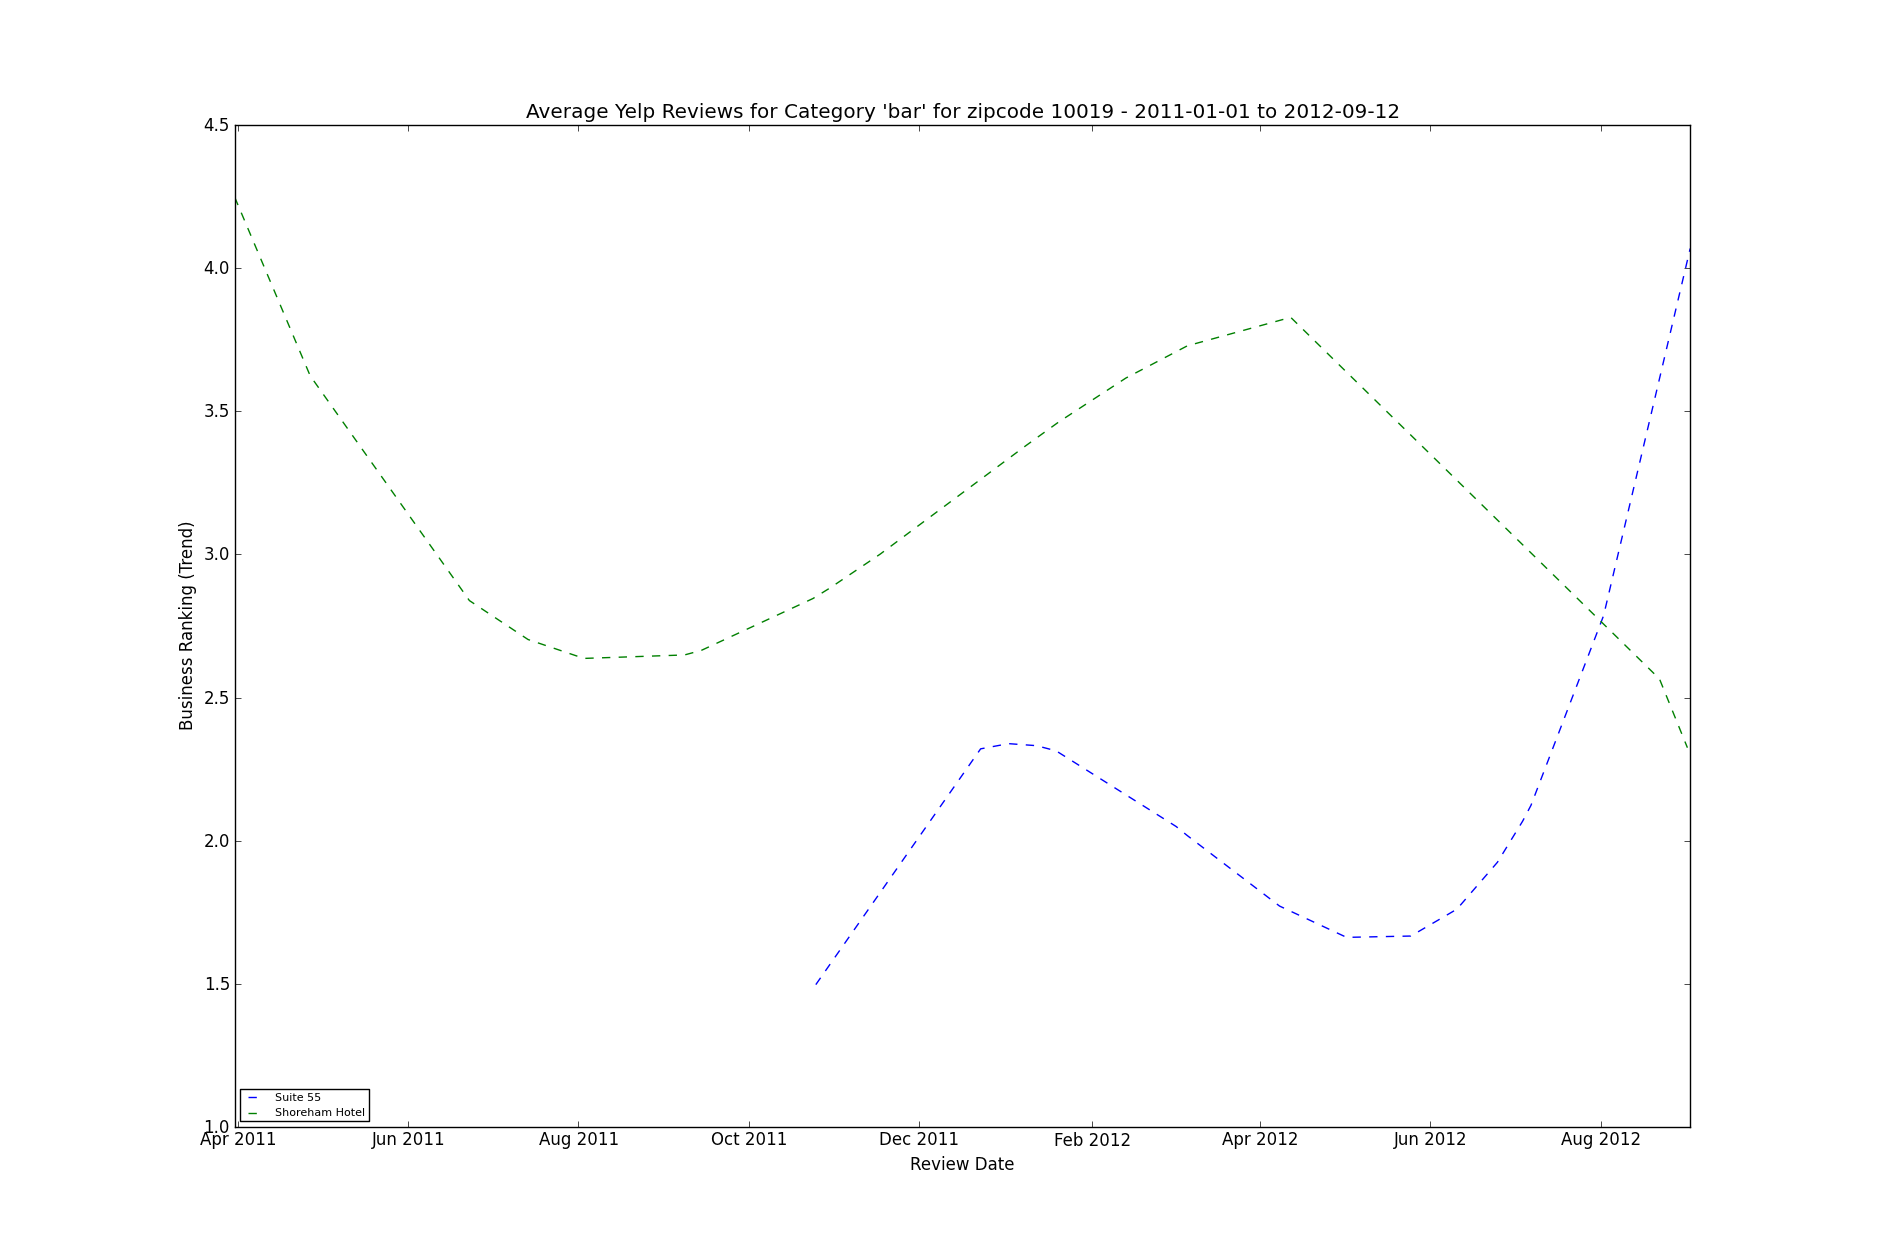 Average Yelp Reviews for Category 'bar' for zipcode 10019 - 2011-01-01 to 2012-09-12
4.5
4.0
3.5
3.0
2.5
2.0
1.5
1.0
Business Ranking (Trend)
Suite 55
Shoreham Hotel
Apr 2011 Jun 2011 Aug 2011 Oct 2011 Dec 2011 Feb 2012 Apr 2012 Jun 2012 Aug 2012
Review Date